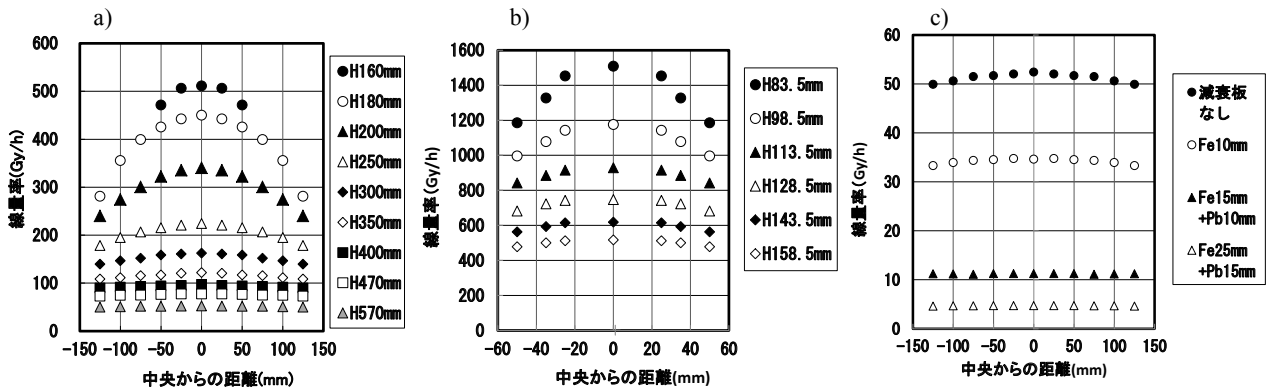 a)
600
500
400
300
200
100
0
-150 -100 -50 0 50 100 150
線量率(Gy/h)
中央からの距離(mm)
H160mm
H180mm
H200mm
H250mm
H300mm
H350mm
H400mm
H470mm
H570mm
b)
1600
1400
1200
1000
800
600
400
200
0
-60 -40 -20 0 20 40 60
線量率(Gy/h)
中央からの距離(mm)
H83.5mm
H98.5mm
H113.5mm
H128.5mm
H143.5mm
H158.5mm
c)
60
50
40
30
20
10
0
-150 -100 -50 0 50 100 150
線量率(Gy/h)
中央からの距離(mm)
減衰板
なし
Fe10mm
Fe15mm
+Pb10mm
Fe25mm
+Pb15mm